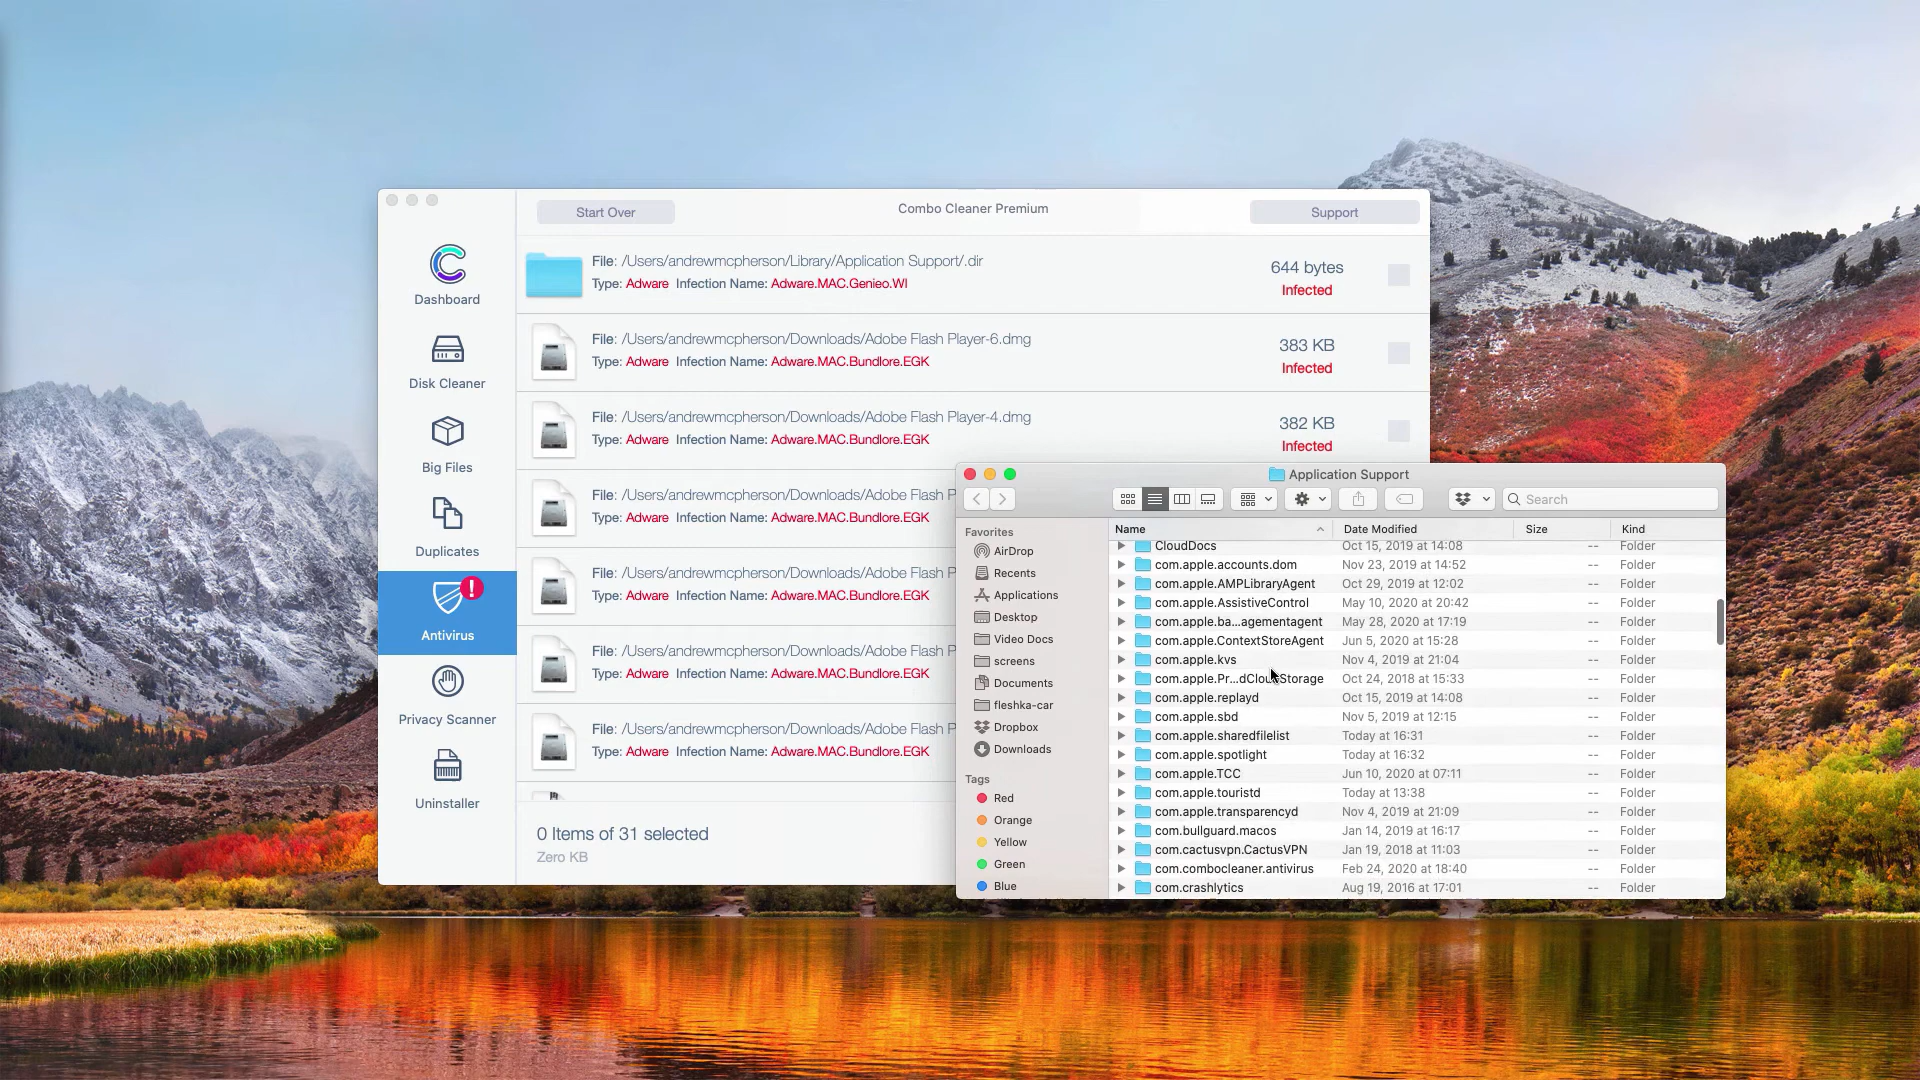 Start Over
Combo Cleaner Premium
Support
Dashboard
Disk Cleaner
Big Files
Duplicates
!
Antivirus
Privacy Scanner
Uninstaller
File: /Users/andrewmcpherson/Library/Application Support/.dir
Type: Adware Infection Name: Adware.MAC.Genieo.WI
644 bytes
Infected
File: /Users/andrewmcpherson/Downloads/Adobe Flash Player-6.dmg
Type: Adware Infection Name: Adware.MAC.Bundlore.EGK
383 KB
Infected
File: /Users/andrewmcpherson/Downloads/Adobe Flash Player-4.dmg
Type: Adware Infection Name: Adware.MAC.Bundlore.EGK
382 KB
Infected
File: /Users/andrewmcpherson/Downloads/Adobe Flash P
Type: Adware Infection Name: Adware.MAC.Bundlore.EGK
File: /Users/andrewmcpherson/Downloads/Adobe Flash P
Type: Adware Infection Name: Adware.MAC.Bundlore.EGK
File: /Users/andrewmcpherson/Downloads/Adobe Flash P
Type: Adware Infection Name: Adware.MAC.Bundlore.EGK
File: /Users/andrewmcpherson/Downloads/Adobe Flash P
Type: Adware Infection Name: Adware.MAC.Bundlore.EGK
0 Items of 31 selected
Zero KB
Application Support
Search
Favorites
AirDrop
Recents
Applications
Desktop
Video Docs
screens
Documents
fleshka-car
Dropbox
Downloads
Tags
Red
Orange
Yellow
Green
Blue
Name Date Modified Size Kind
CloudDocs Oct 15, 2019 at 14:08 -- Folder
com.apple.accounts.dom Nov 23, 2019 at 14:52 -- Folder
com.apple.AMPLibraryAgent Oct 29, 2019 at 12:02 -- Folder
com.apple.AssistiveControl May 10, 2020 at 20:42 -- Folder
com.apple.ba...agementagent May 28, 2020 at 17:19 -- Folder
com.apple.ContextStoreAgent Jun 5, 2020 at 15:28 -- Folder
com.apple.kvs Nov 4, 2019 at 21:04 -- Folder
com.apple.Pr...dCloudStorage Oct 24, 2018 at 15:33 -- Folder
com.apple.replayd Oct 15, 2019 at 14:08 -- Folder
com.apple.sbd Nov 5, 2019 at 12:15 -- Folder
com.apple.sharedfilelist Today at 16:31 -- Folder
com.apple.spotlight Today at 16:32 -- Folder
com.apple.TCC Jun 10, 2020 at 07:11 -- Folder
com.apple.touristd Today at 13:38 -- Folder
com.apple.transparencyd Nov 4, 2019 at 21:09 -- Folder
com.bullguard.macos Jan 14, 2019 at 16:17 -- Folder
com.cactusvpn.CactusVPN Jan 19, 2018 at 11:03 -- Folder
com.combocleaner.antivirus Feb 24, 2020 at 18:40 -- Folder
com.crashlytics Aug 19, 2016 at 17:01 -- Folder